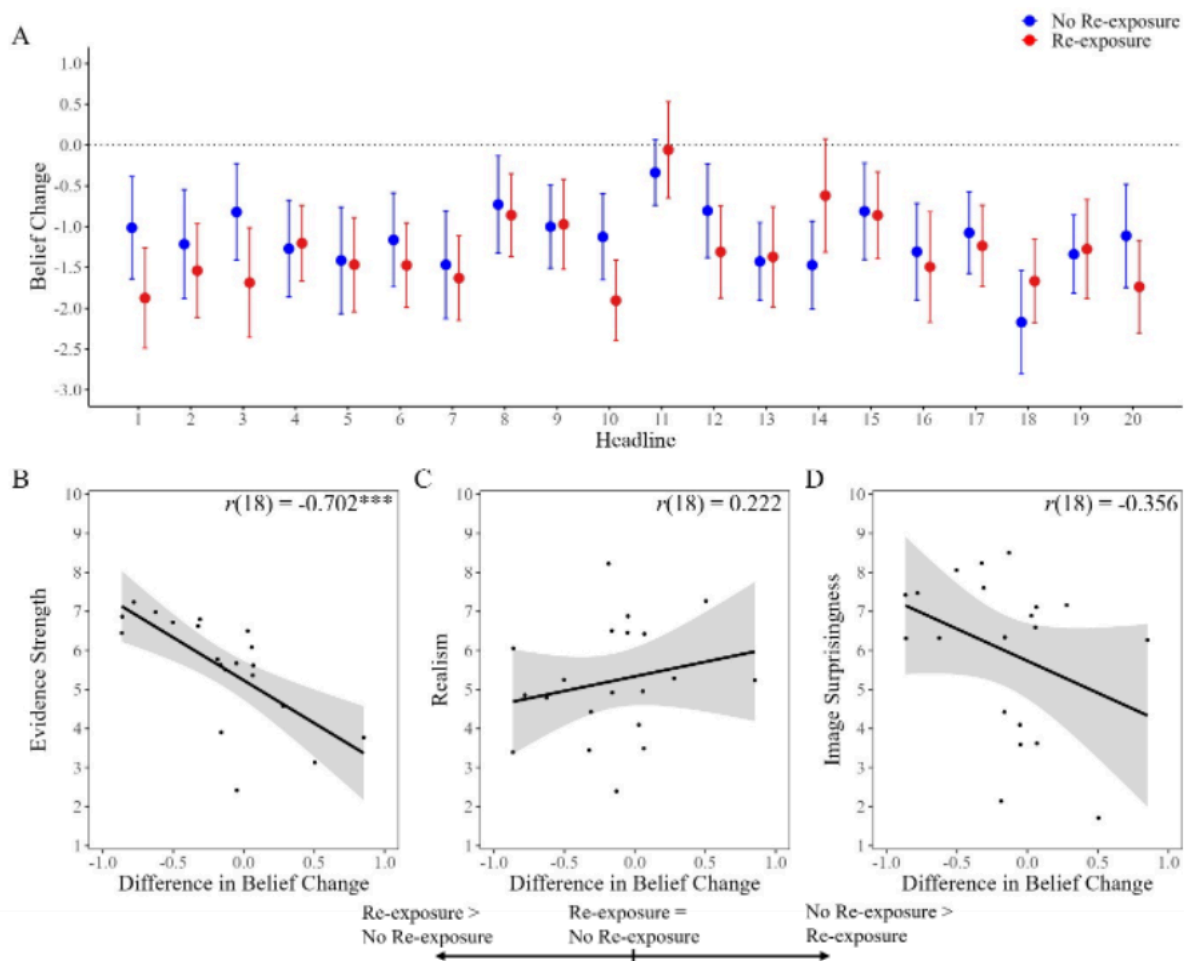 No Re-exposure
Re-exposure
A
1.0
0.5
0.0
-0.5
-1.0
-1.5
-2.0
-2.5
-3.0
Belief Change
1 2 3 4 5 6 7 8 9 10 11 12 13 14 15 16 17 18 19 20
Headline
B
r(18) = -0.702***
10
9
8
7
6
5
4
3
2
1
Evidence Strength
-1.0 -0.5 0.0 0.5 1.0
Difference in Belief Change
C
r(18) = 0.222
10
9
8
7
6
5
4
3
2
1
Realism
-1.0 -0.5 0.0 0.5 1.0
Difference in Belief Change
D
r(18) = -0.356
10
9
8
7
6
5
4
3
2
1
Image Surprisingness
-1.0 -0.5 0.0 0.5 1.0
Difference in Belief Change
Re-exposure >
No Re-exposure
Re-exposure =
No Re-exposure
No Re-exposure >
Re-exposure